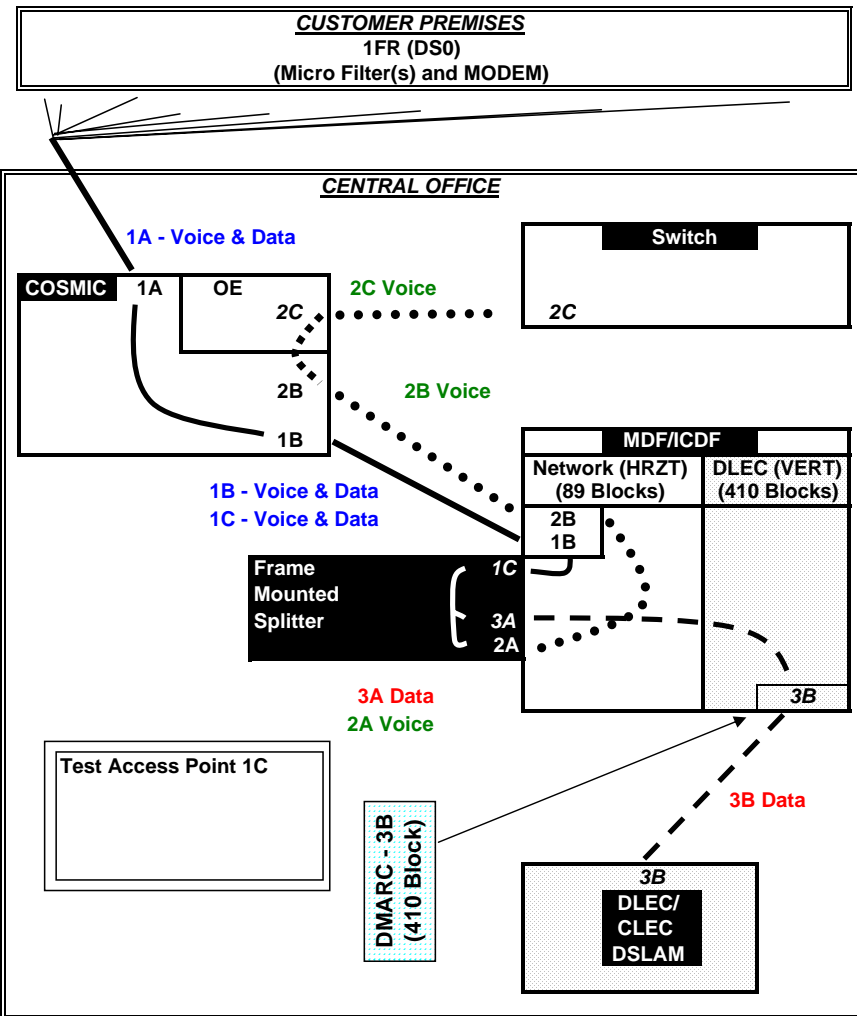 CUSTOMER PREMISES
1FR (DS0)
(Micro Filter(s) and MODEM)
CENTRAL OFFICE
1A - Voice & Data
Switch
2C
COSMIC 1A OE
2C
2B
1B
2C Voice
2B Voice
MDF/ICDF
Network (HRZT)
(89 Blocks)
DLEC (VERT)
(410 Blocks)
1B - Voice & Data
1C - Voice & Data
2B
1B
Frame
Mounted
Splitter
1C
3A
2A
3B
3A Data
2A Voice
Test Access Point 1C
DMARC - 3B
(410 Block)
3B Data
3B
DLEC/
CLEC
DSLAM